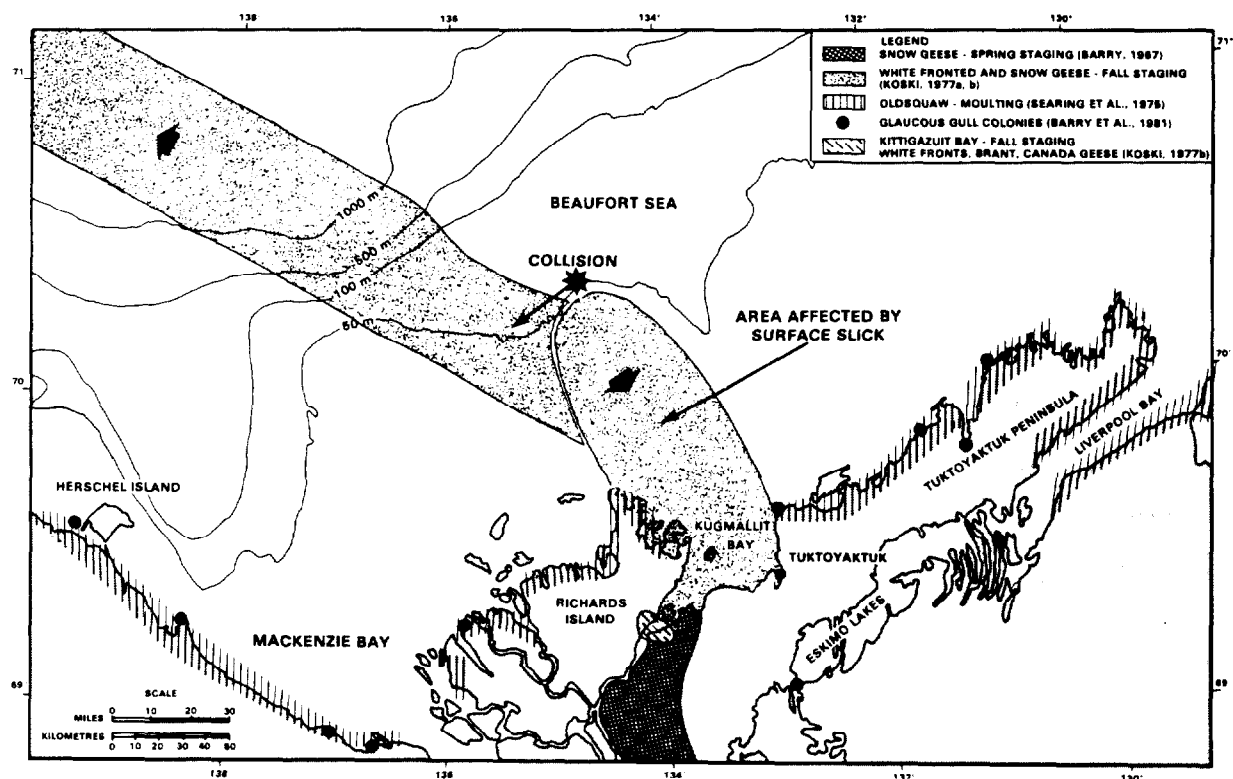 138
136
134
132
130
71
71
LEGEND
SNOW GEESE - SPRING STAGING (BARRY, 1967)
WHITE FRONTED AND SNOW GEESE - FALL STAGING
(KOSKI, 1977a, b)
OLDSQUAW - MOULTING (SEARING ET AL., 1975)
GLAUCOUS GULL COLONIES (BARRY ET AL., 1981)
KITTIGAZUIT BAY - FALL STAGING
WHITE FRONTS, BRANT, CANADA GEESE (KOSKI, 1977b)
1000 m
500 m
100 m
50 m
BEAUFORT SEA
COLLISION
AREA AFFECTED BY
SURFACE SLICK
70
70
TUKTOYAKTUK PENINSULA
LIVERPOOL BAY
HERSCHEL ISLAND
KUGMALLIT
BAY
TUKTOYAKTUK
RICHARDS
ISLAND
ESKIMO LAKES
MACKENZIE BAY
69
69
SCALE
MILES
0 10 20 30
KILOMETRES
0 10 20 30 40 50
138
136
134
132
130